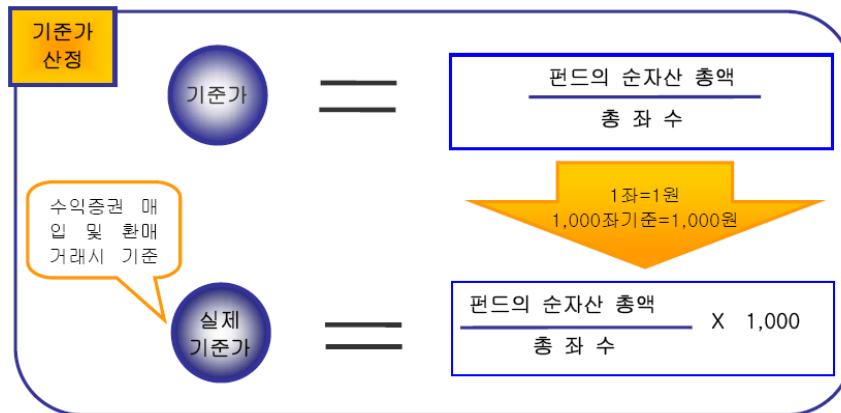 기준가
산정
기준가
펀드의 순자산 총액
총 좌 수
1좌=1원
1,000좌기준=1,000원
수익증권 매
입 및 환매
거래시 기준
실제
기준가
펀드의 순자산 총액
총 좌 수
X 1,000